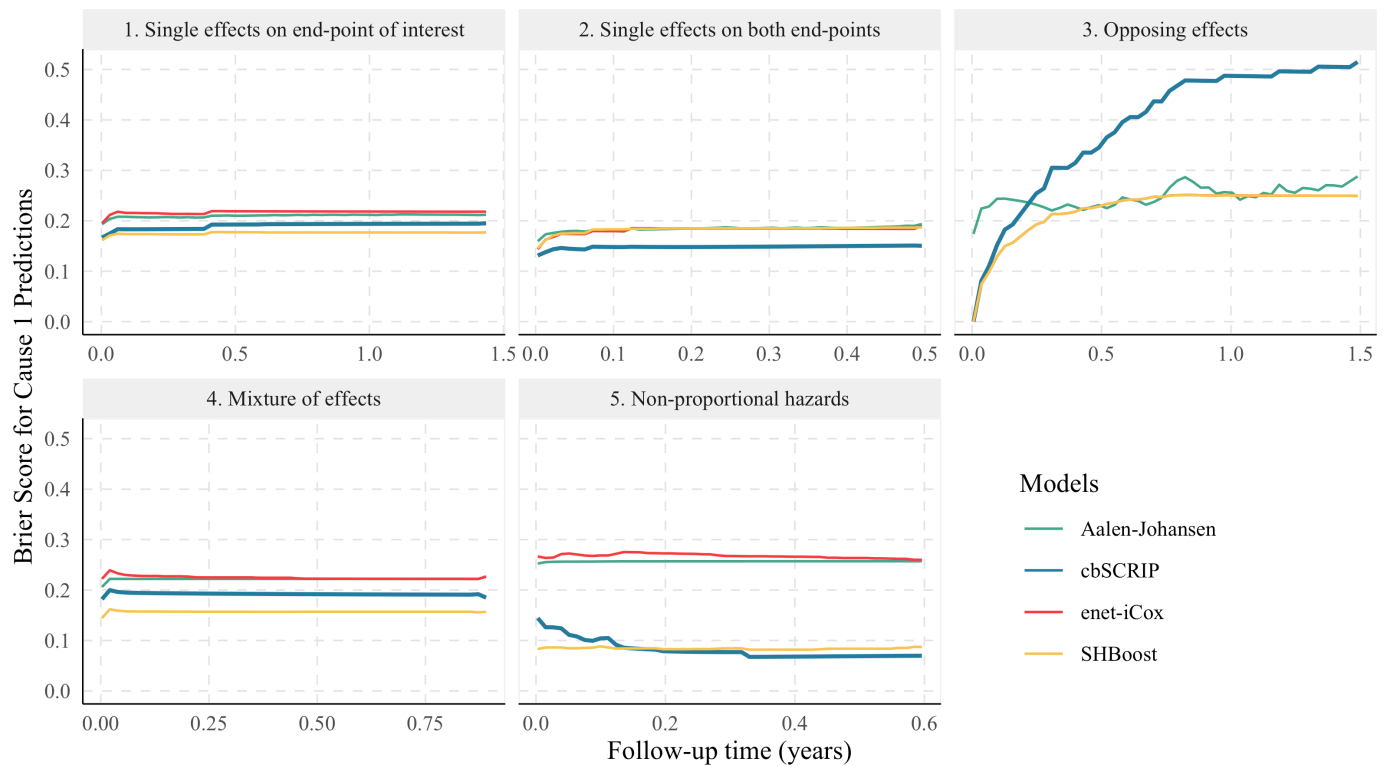 1. Single effects on end-point of interest
2. Single effects on both end-points
3. Opposing effects
0.5
0.4
0.3
0.2
0.1
0.0
0.0 0.5 1.0 1.5
0.0 0.1 0.2 0.3 0.4 0.5
0.0 0.5 1.0 1.5
Brier Score for Cause 1 Predictions
4. Mixture of effects
5. Non-proportional hazards
0.5
0.4
0.3
0.2
0.1
0.0
0.00 0.25 0.50 0.75
0.0 0.2 0.4 0.6
Follow-up time (years)
Models
Aalen-Johansen
cbSCRIP
enet-iCox
SHBoost